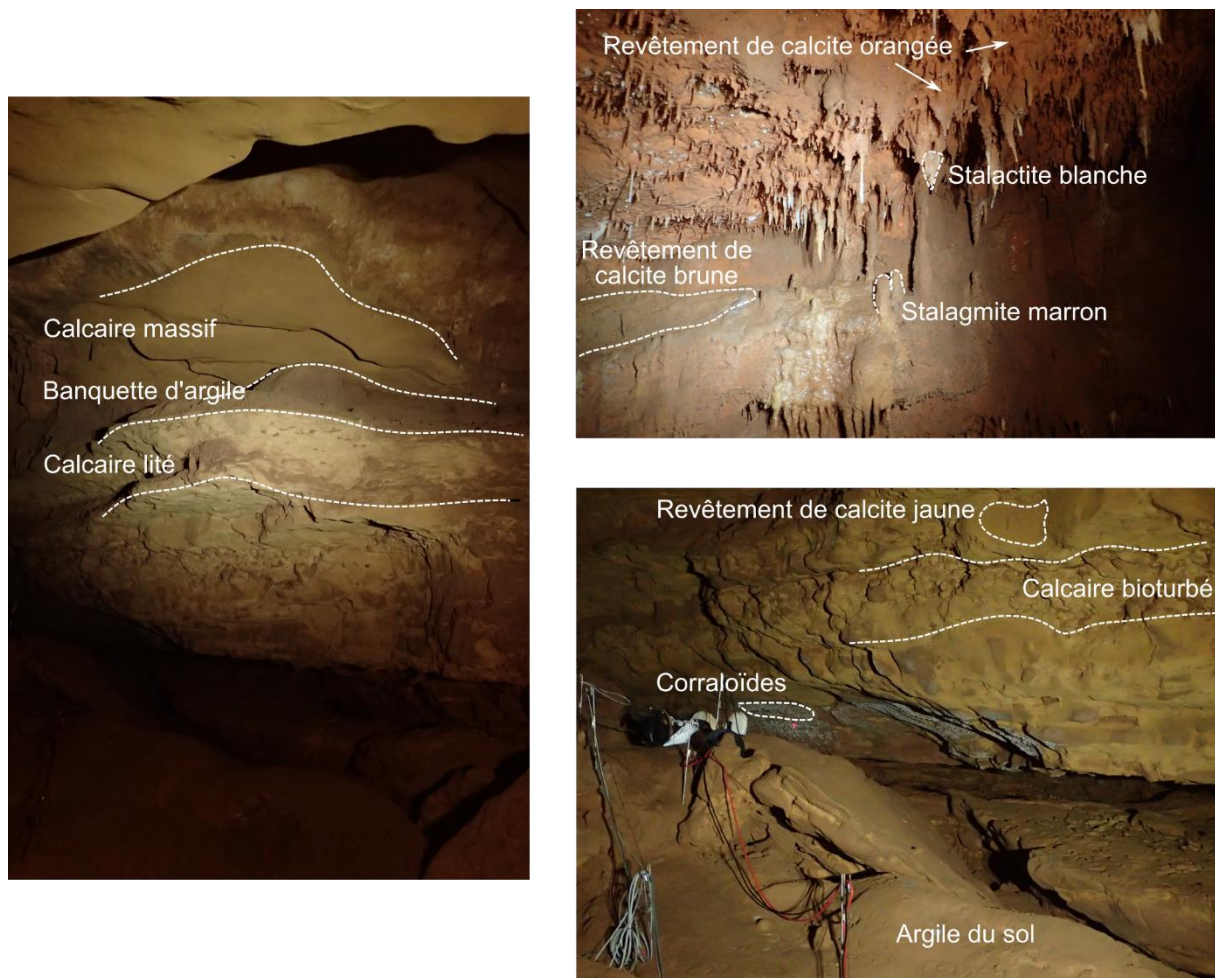 Calcaire massif
Banquette d'argile
Calcaire lité
Revêtement de calcite orangée
Stalactite blanche
Revêtement de
calcite brune
Stalagmite marron
Revêtement de calcite jaune
Calcaire bioturbé
Corraloïdes
Argile du sol